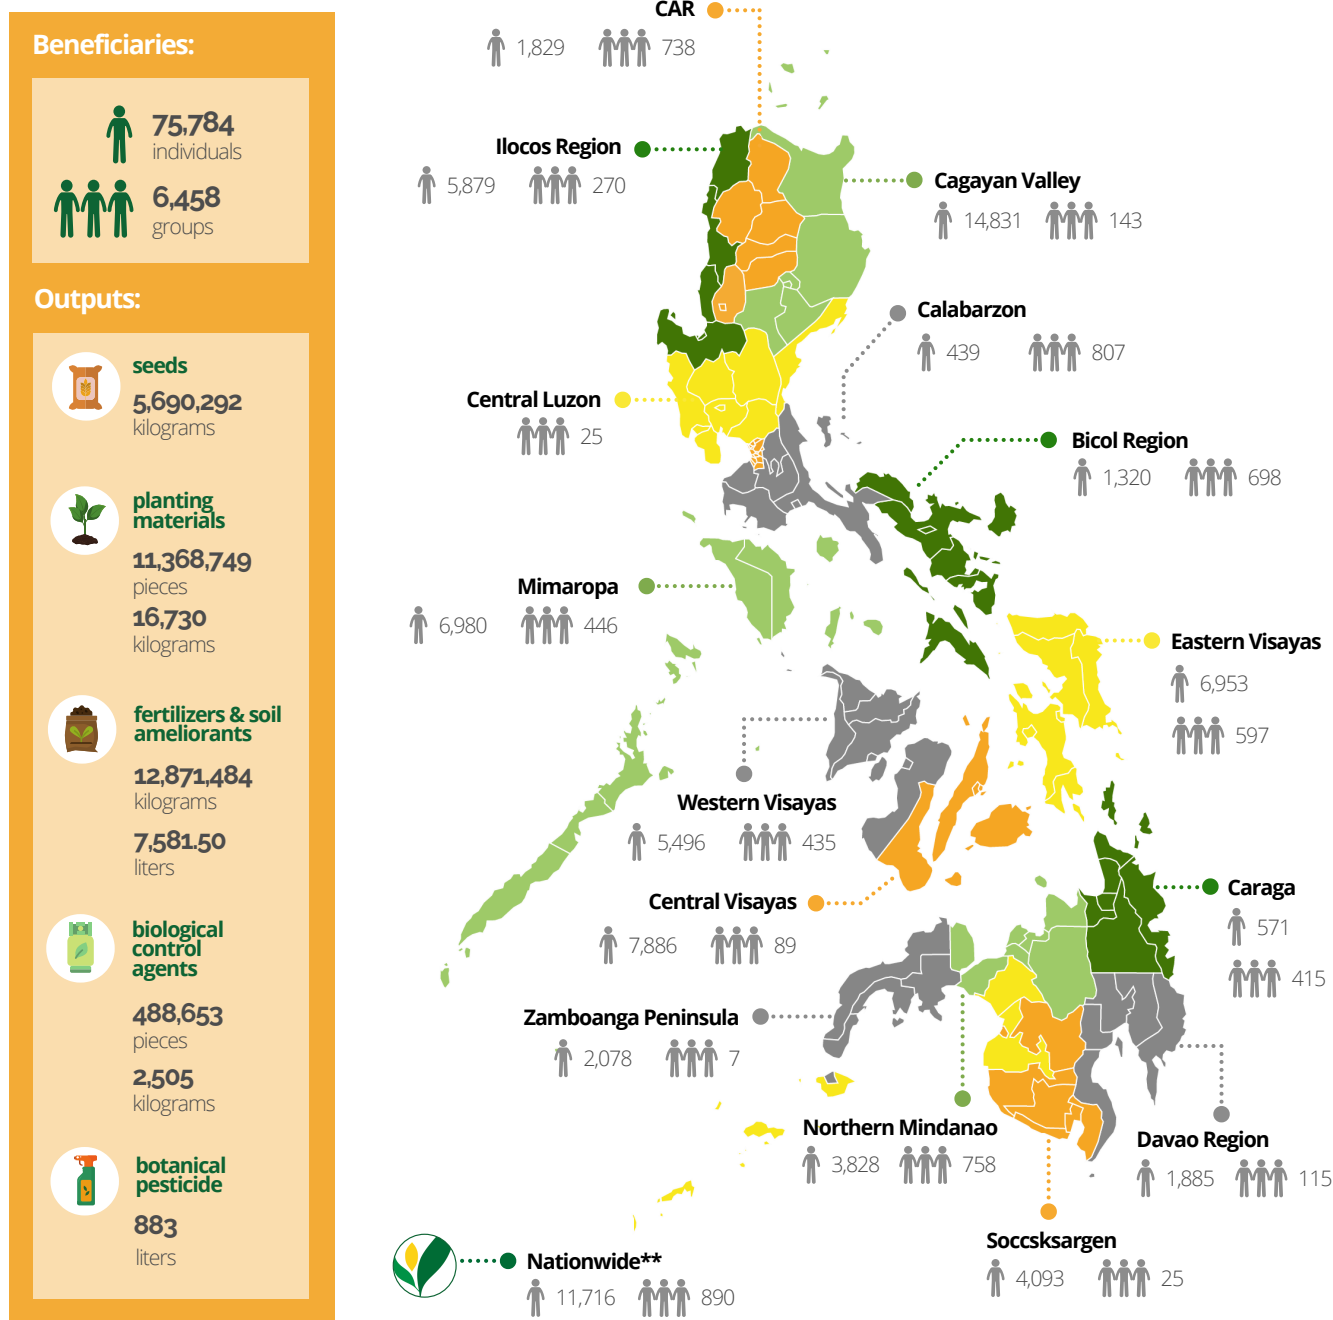 Beneficiaries:
75,784
individuals
6,458
groups
Outputs:
seeds
5,690,292
kilograms
planting
materials
11,368,749
pieces
16,730
kilograms
fertilizers & soil
ameliorants
12,871,484
kilograms
7,581.50
liters
biological
control
agents
488,653
pieces
2,505
kilograms
botanical
pesticide
883
liters
CAR
1,829 738
Ilocos Region
5,879 270
Cagayan Valley
14,831 143
Calabarzon
439 807
Central Luzon
25
Bicol Region
1,320 698
Mimaropa
6,980 446
Eastern Visayas
6,953
597
Western Visayas
5,496 435
Central Visayas
7,886 89
Caraga
571
415
Zamboanga Peninsula
2,078 7
Northern Mindanao
3,828 758
Davao Region
1,885 115
Soccsksargen
4,093 25
Nationwide**
11,716 890